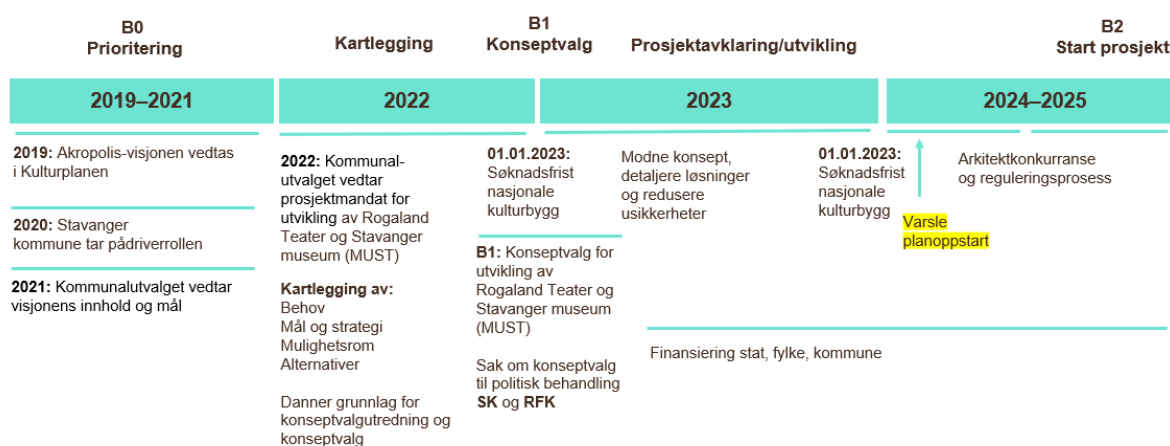 B0
Prioritering
Kartlegging
B1
Konseptvalg
Prosjektavklaring/utvikling
B2
Start prosjekt
2019–2021
2022
2023
2024–2025
2019: Akropolis-visjonen vedtas
i Kulturplanen
2020: Stavanger
kommune tar pådriverrollen
2021: Kommunalutvalget vedtar
visjonens innhold og mål
2022: Kommunal-
utvalget vedtar
prosjektmandat for
utvikling av Rogaland
Teater og Stavanger
museum (MUST)
Kartlegging av:
Behov
Mål og strategi
Mulighetsrom
Alternativer
Danner grunnlag for
konseptvalgutredning og
konseptvalg
01.01.2023:
Søknadsfrist
nasjonale
kulturbygg
B1: Konseptvalg for
utvikling av
Rogaland Teater og
Stavanger museum
(MUST)
Sak om konseptvalg
til politisk behandling
SK og RFK
Modne konsept,
detaljere løsninger
og redusere
usikkerheter
01.01.2023:
Søknadsfrist
nasjonale
kulturbygg
Varsle
planoppstart
Arkitektkonkurranse
og reguleringsprosess
Finansiering stat, fylke, kommune